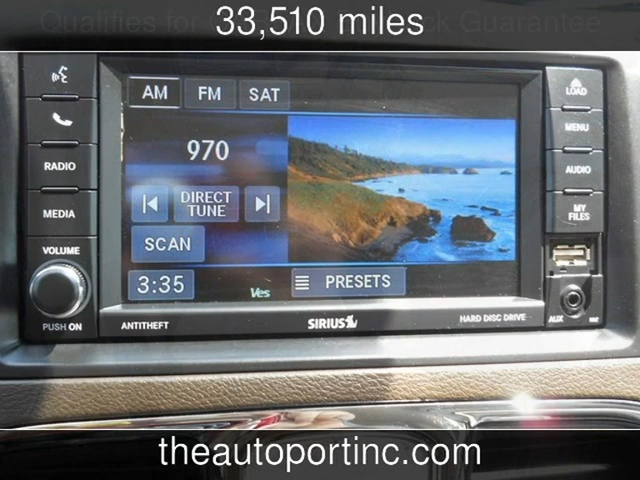 Qualifies for
Guarantee
33,510 miles
AM FM SAT
LOAD
MENU
970
RADIO
AUDIO
DIRECT TUNE
MEDIA
MY FILES
SCAN
VOLUME
3:35
PRESETS
Ves
PUSH ON
ANTITHEFT
SIRIUS
HARD DISC DRIVE
AUX
theautoportinc.com